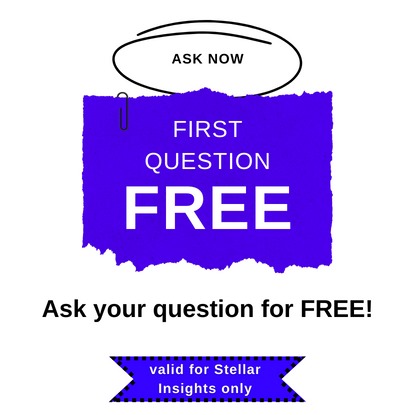 ASK NOW
FIRST
QUESTION
FREE
Ask your question for FREE!
valid for Stellar
Insights only